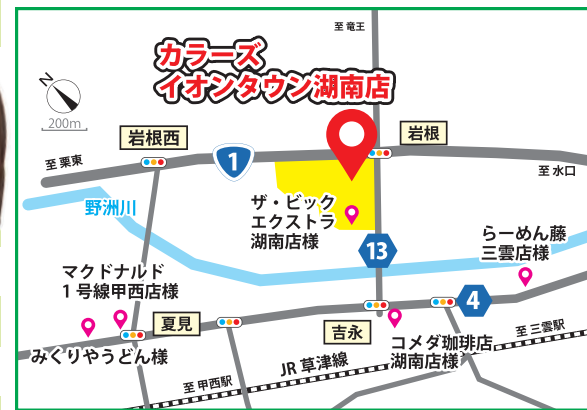 至 竜王
カラーズ
イオンタウン湖南店
N
200m
岩根西
岩根
至 栗東
1
至 水口
野洲川
ザ・ビック
エクストラ
湖南店様
13
らーめん藤
三雲店様
マクドナルド
１号線甲西店様
4
夏見
吉永
みくりやうどん様
コメダ珈琲店
湖南店様
至 三雲駅
JR 草津線
至 甲西駅